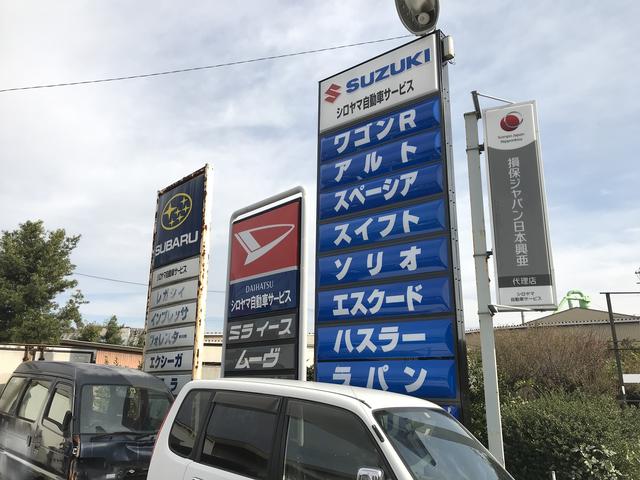 SUBARU
シロヤマ自動車サービス
レガシィ
インプレッサ
フォレスター
エクシーガ
DAIHATSU
シロヤマ自動車サービス
ミライース
ムーヴ
SUZUKI
シロヤマ自動車サービス
ワゴンR
アルト
スペーシア
スイフト
ソリオ
エスクード
ハスラー
ラパン
Sompo Japan
Nipponkoa
損保ジャパン日本興亜
代理店
シロヤマ
自動車サービス